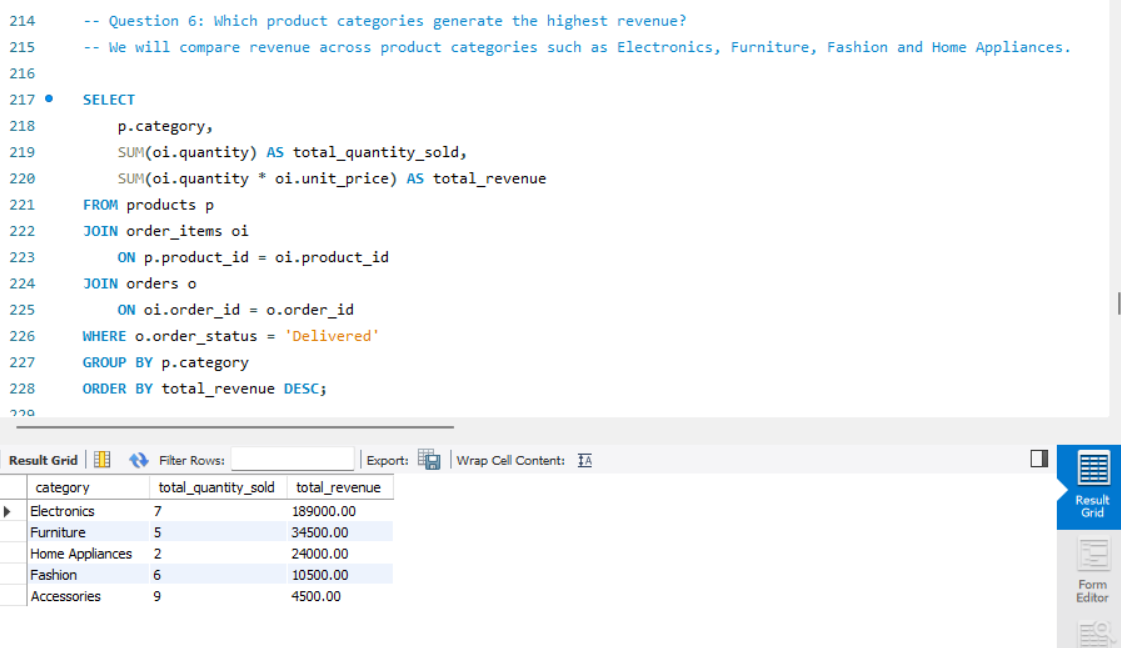 214 -- Question 6: Which product categories generate the highest revenue?
215 -- We will compare revenue across product categories such as Electronics, Furniture, Fashion and Home Appliances.
216
217 SELECT
218 p.category,
219 SUM(oi.quantity) AS total_quantity_sold,
220 SUM(oi.quantity * oi.unit_price) AS total_revenue
221 FROM products p
222 JOIN order_items oi
223 ON p.product_id = oi.product_id
224 JOIN orders o
225 ON oi.order_id = o.order_id
226 WHERE o.order_status = 'Delivered'
227 GROUP BY p.category
228 ORDER BY total_revenue DESC;
229
Result Grid Filter Rows: Export: Wrap Cell Content: IA
category total_quantity_sold total_revenue
Electronics 7 189000.00
Furniture 5 34500.00
Home Appliances 2 24000.00
Fashion 6 10500.00
Accessories 9 4500.00
Result
Grid
Form
Editor